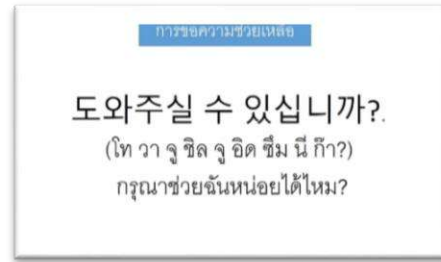 การขอความช่วยเหลือ
도와주실 수 있십니까?.
(โท วา จู ชิล จู อิด ชึม นี ก๊า?)
กรุณาช่วยฉันหน่อยได้ไหม?